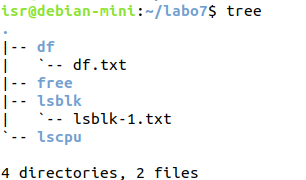 isr@debian-mini:~/labo7$ tree
.
|-- df
|   `-- df.txt
|-- free
|-- lsblk
|   `-- lsblk-1.txt
`-- lscpu
4 directories, 2 files